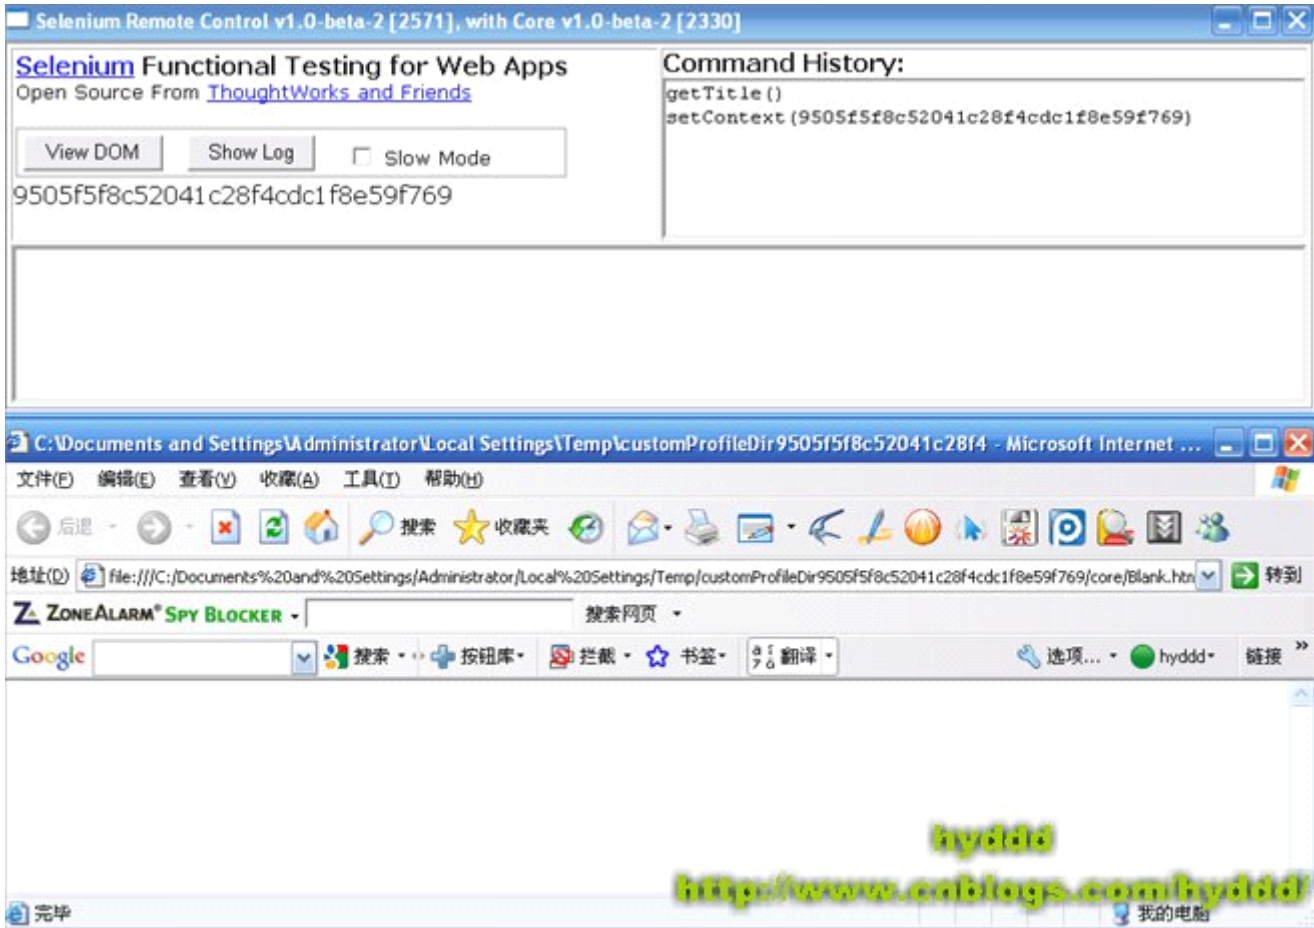 Selenium Remote Control v1.0-beta-2 [2571], with Core v1.0-beta-2 [2330]
Selenium Functional Testing for Web Apps
Open Source From ThoughtWorks and Friends
View DOM Show Log Slow Mode
9505f5f8c52041c28f4cdc1f8e59f769
Command History:
getTitle()
setContext(9505f5f8c52041c28f4cdc1f8e59f769)
C:\Documents and Settings\Administrator\Local Settings\Temp\customProfileDir9505f5f8c52041c28f4 - Microsoft Internet ...
文件(F) 编辑(E) 查看(V) 收藏(A) 工具(T) 帮助(H)
后退 搜索 收藏夹
地址(D) file:///C:/Documents%20and%20Settings/Administrator/Local%20Settings/Temp/customProfileDir9505f5f8c52041c28f4cdc1f8e59f769/core/Blank.htm 转到
ZONEALARM® SPY BLOCKER 搜索网页
Google 搜索 按钮库 拦截 书签 翻译 选项... hyddd 链接 »
hyddd
http://www.cnblogs.com/hyddd/
完毕 我的电脑